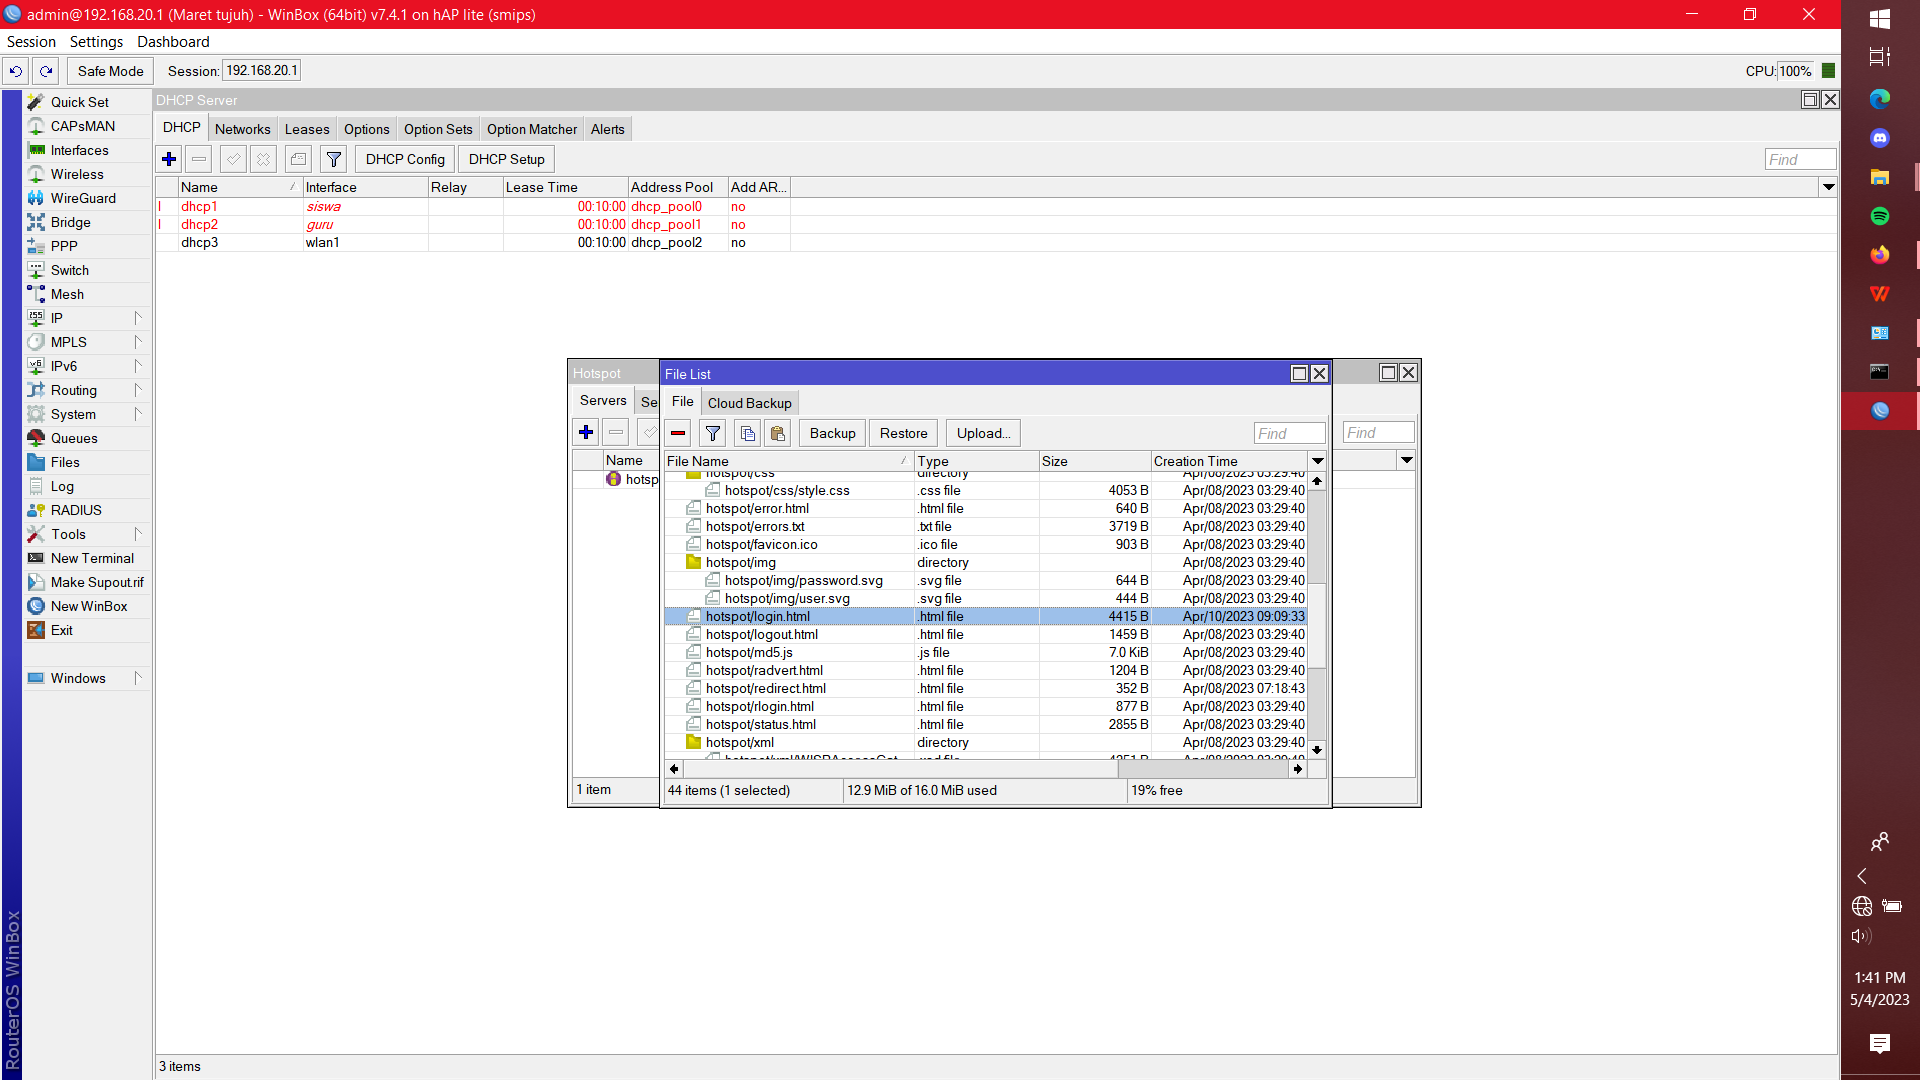 admin@192.168.20.1 (Maret tujuh) - WinBox (64bit) v7.4.1 on hAP lite (smips)
Session Settings Dashboard
Safe Mode Session: 192.168.20.1 CPU: 100%
Quick Set
CAPsMAN
Interfaces
Wireless
WireGuard
Bridge
PPP
Switch
Mesh
IP
MPLS
IPv6
Routing
System
Queues
Files
Log
RADIUS
Tools
New Terminal
Make Supout.rif
New WinBox
Exit
Windows
RouterOS WinBox
DHCP Server
DHCP Networks Leases Options Option Sets Option Matcher Alerts
DHCP Config DHCP Setup Find
Name Interface Relay Lease Time Address Pool Add AR...
I dhcp1 siswa 00:10:00 dhcp_pool0 no
I dhcp2 guru 00:10:00 dhcp_pool1 no
dhcp3 wlan1 00:10:00 dhcp_pool2 no
3 items
Hotspot
Servers Se
Find
Name
hotsp
1 item
File List
File Cloud Backup
Backup Restore Upload... Find
File Name Type Size Creation Time
hotspot/css directory Apr/08/2023 03:29:40
hotspot/css/style.css .css file 4053 B Apr/08/2023 03:29:40
hotspot/error.html .html file 640 B Apr/08/2023 03:29:40
hotspot/errors.txt .txt file 3719 B Apr/08/2023 03:29:40
hotspot/favicon.ico .ico file 903 B Apr/08/2023 03:29:40
hotspot/img directory Apr/08/2023 03:29:40
hotspot/img/password.svg .svg file 644 B Apr/08/2023 03:29:40
hotspot/img/user.svg .svg file 444 B Apr/08/2023 03:29:40
hotspot/login.html .html file 4415 B Apr/10/2023 09:09:33
hotspot/logout.html .html file 1459 B Apr/08/2023 03:29:40
hotspot/md5.js .js file 7.0 KiB Apr/08/2023 03:29:40
hotspot/radvert.html .html file 1204 B Apr/08/2023 03:29:40
hotspot/redirect.html .html file 352 B Apr/08/2023 07:18:43
hotspot/rlogin.html .html file 877 B Apr/08/2023 03:29:40
hotspot/status.html .html file 2855 B Apr/08/2023 03:29:40
hotspot/xml directory Apr/08/2023 03:29:40
44 items (1 selected) 12.9 MiB of 16.0 MiB used 19% free
1:41 PM
5/4/2023